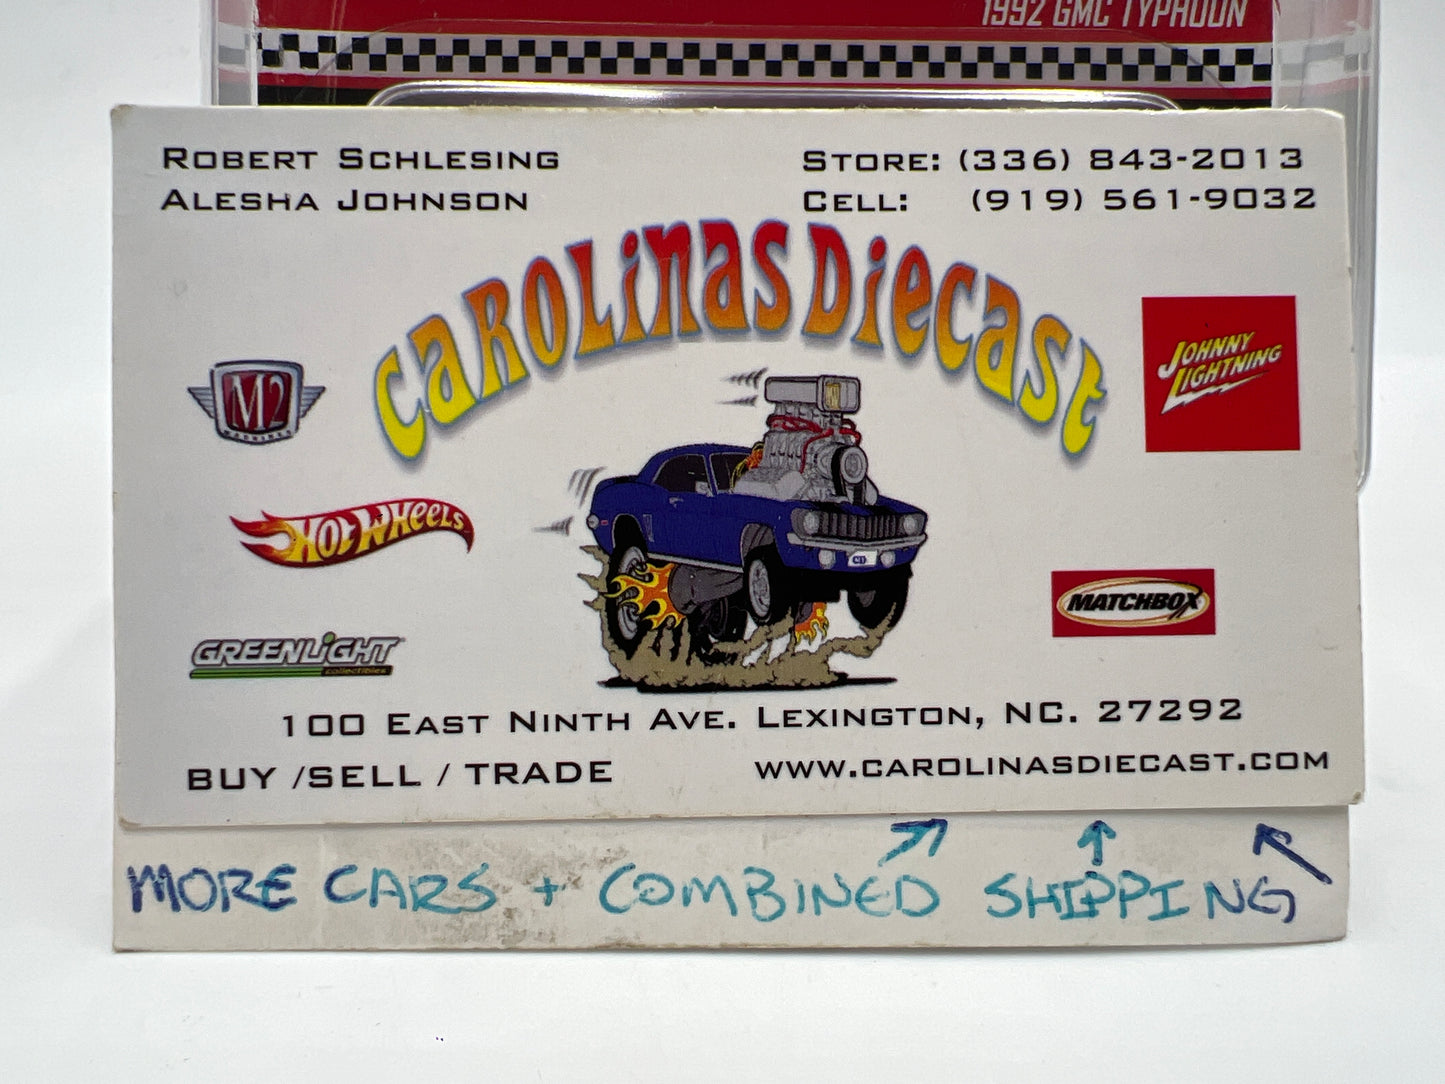 1992 GMC TYPHOON
ROBERT SCHLESING
ALESHA JOHNSON
STORE: (336) 843-2013
CELL: (919) 561-9032
CAROLINAS DIECAST
M2
MACHINES
JOHNNY
LIGHTNING
HOT WHEELS
MATCHBOX
GREENLIGHT
collectibles
100 EAST NINTH AVE. LEXINGTON, NC. 27292
BUY /SELL / TRADE
WWW.CAROLINASDIECAST.COM
MORE CARS + COMBINED SHIPPING